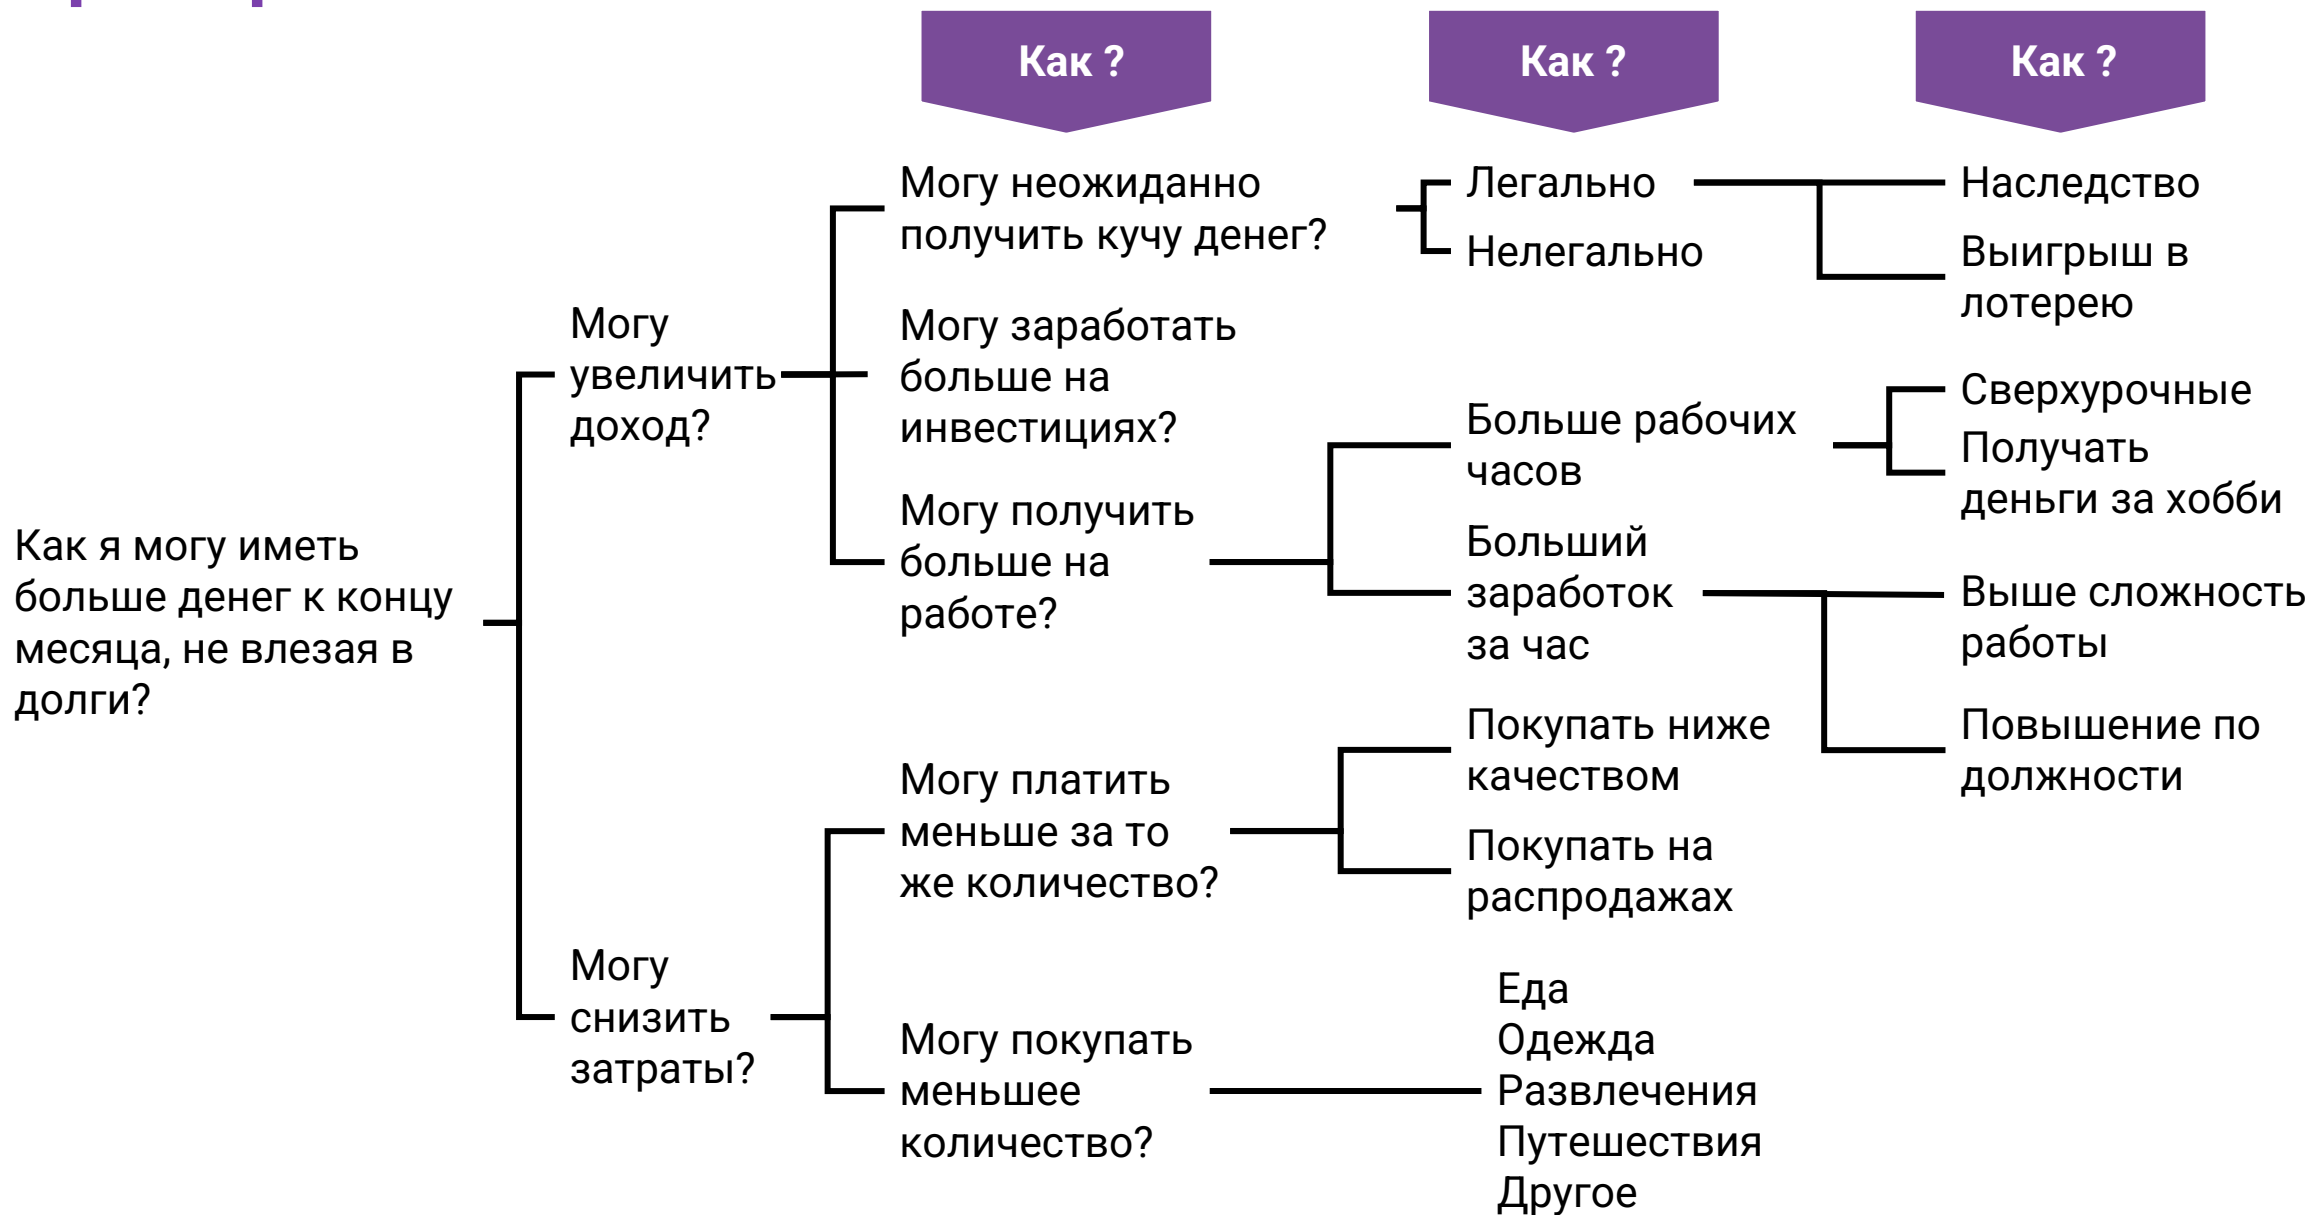 Как ?
Как ?
Как ?
Как я могу иметь
больше денег к концу
месяца, не влезая в
долги?
Могу
увеличить
доход?
Могу
снизить
затраты?
Могу неожиданно
получить кучу денег?
Могу заработать
больше на
инвестициях?
Могу получить
больше на
работе?
Могу платить
меньше за то
же количество?
Могу покупать
меньшее
количество?
Легально
Нелегально
Больше рабочих
часов
Больший
заработок
за час
Покупать ниже
качеством
Покупать на
распродажах
Еда
Одежда
Развлечения
Путешествия
Другое
Наследство
Выигрыш в
лотерею
Сверхурочные
Получать
деньги за хобби
Выше сложность
работы
Повышение по
должности